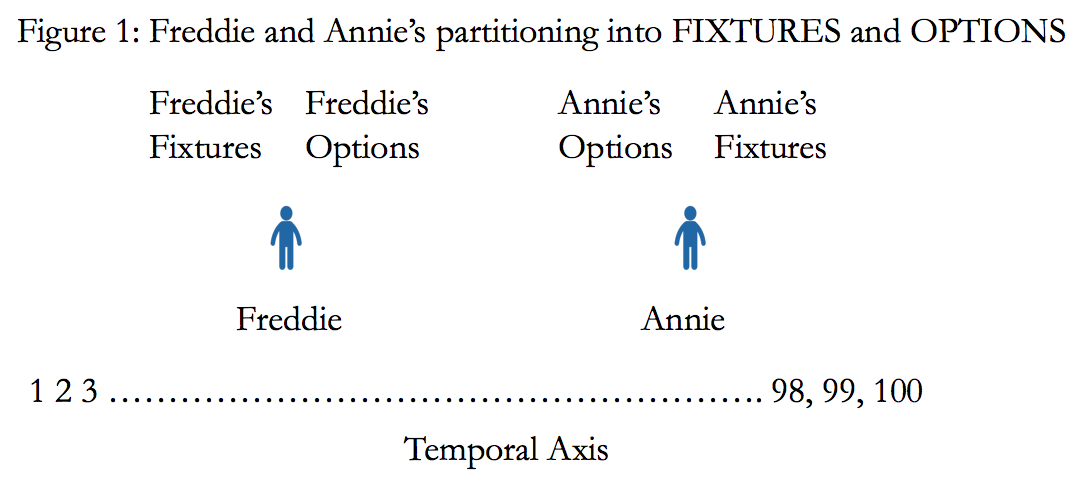 Figure 1: Freddie and Annie’s partitioning into FIXTURES and OPTIONS
Freddie’s Fixtures
Freddie’s Options
Annie’s Options
Annie’s Fixtures
Freddie
Annie
1 2 3 ……………………………………………………. 98, 99, 100
Temporal Axis